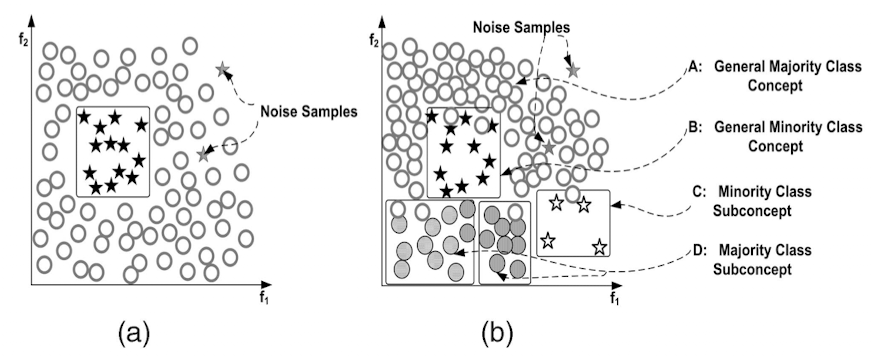 f2
Noise Samples
f1
(a)
f2
Noise Samples
A: General Majority Class
Concept
B: General Minority Class
Concept
C: Minority Class
Subconcept
D: Majority Class
Subconcept
f1
(b)